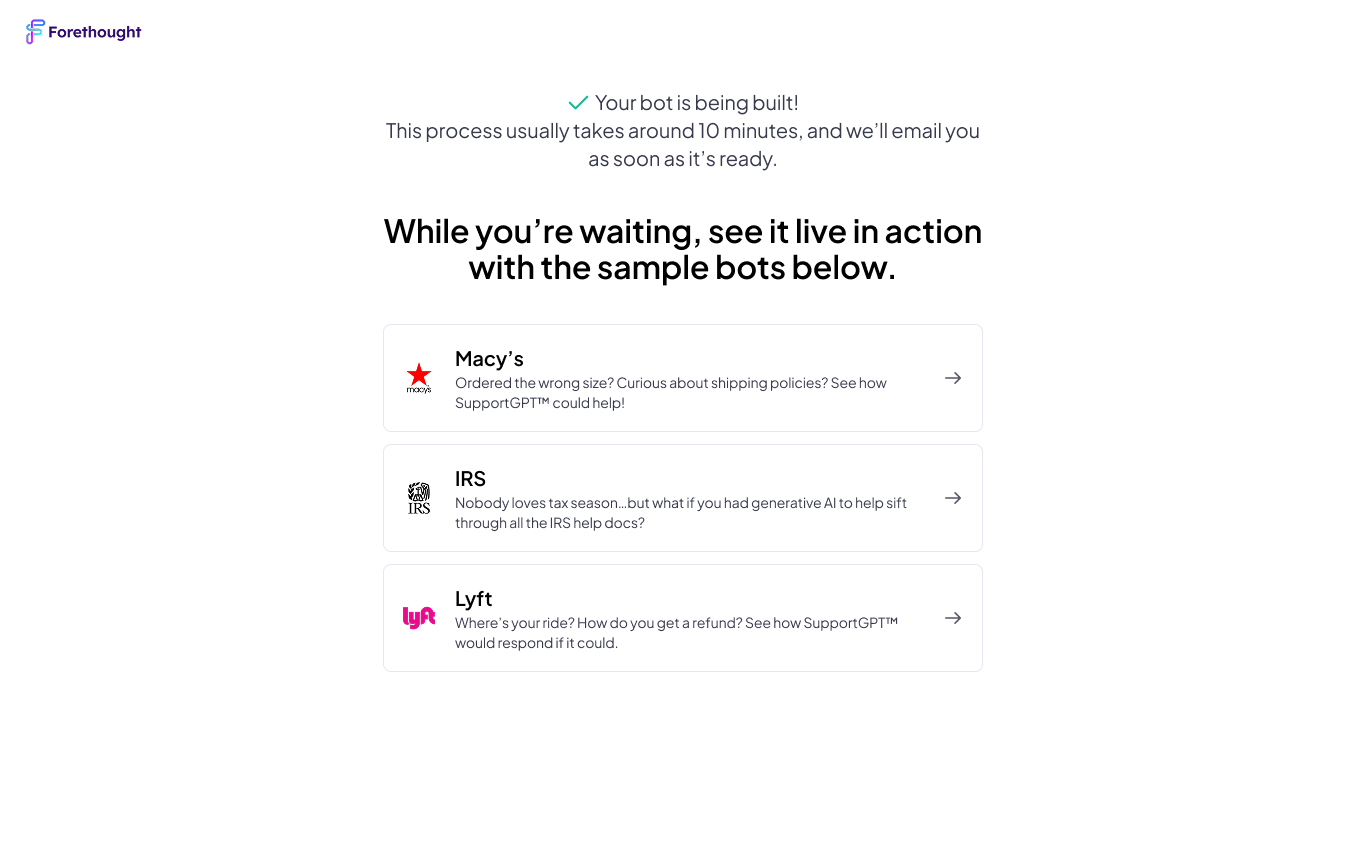 Forethought
Your bot is being built!
This process usually takes around 10 minutes, and we’ll email you
as soon as it’s ready.
While you’re waiting, see it live in action
with the sample bots below.
macy's
Macy’s
Ordered the wrong size? Curious about shipping policies? See how
SupportGPT™ could help!
IRS
IRS
Nobody loves tax season…but what if you had generative AI to help sift
through all the IRS help docs?
lyft
Lyft
Where’s your ride? How do you get a refund? See how SupportGPT™
would respond if it could.